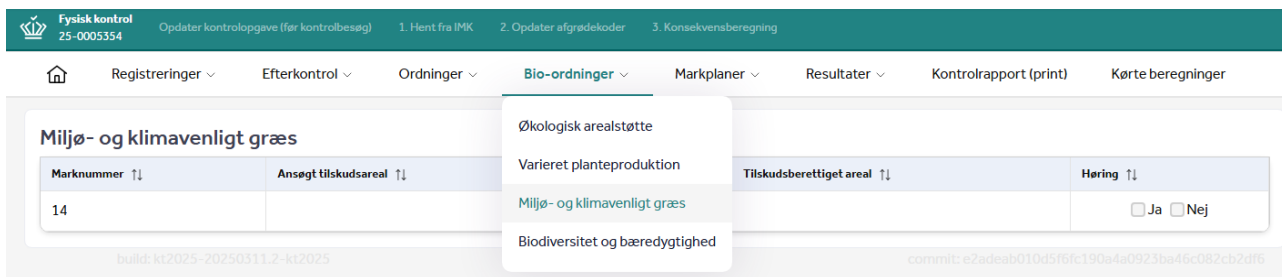 Fysisk kontrol
25-0005354
Opdater kontrolopgave (før kontrolbesøg) 1. Hent fra IMK 2. Opdater afgrødekoder 3. Konsekvensberegning
Registreringer Efterkontrol Ordninger Bio-ordninger Markplaner Resultater Kontrolrapport (print) Kørte beregninger
Økologisk arealstøtte
Varieret planteproduktion
Miljø- og klimavenligt græs
Biodiversitet og bæredygtighed
Miljø- og klimavenligt græs
Marknummer Ansøgt tilskudsareal Tilskudsberettiget areal Høring
14 Ja Nej
build: kt2025-20250311.2-kt2025 commit: e2adeab010d5f6fc190a4a0923ba46c082cb2df6